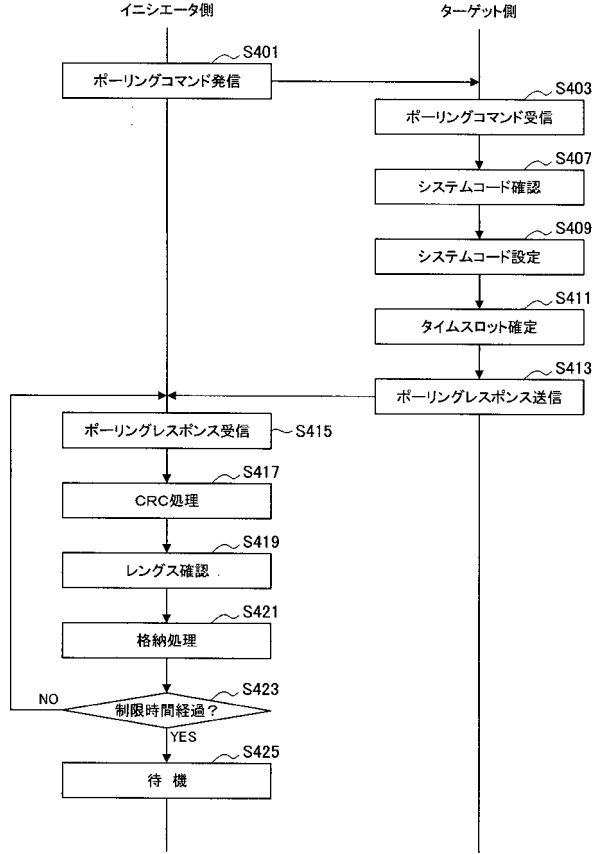 イニシエータ側
ターゲット側
S401
ポーリングコマンド発信
S403
ポーリングコマンド受信
S407
システムコード確認
S409
システムコード設定
S411
タイムスロット確定
S413
ポーリングレスポンス送信
ポーリングレスポンス受信
S415
S417
CRC処理
S419
レングス確認
S421
格納処理
S423
NO
制限時間経過?
YES
S425
待 機